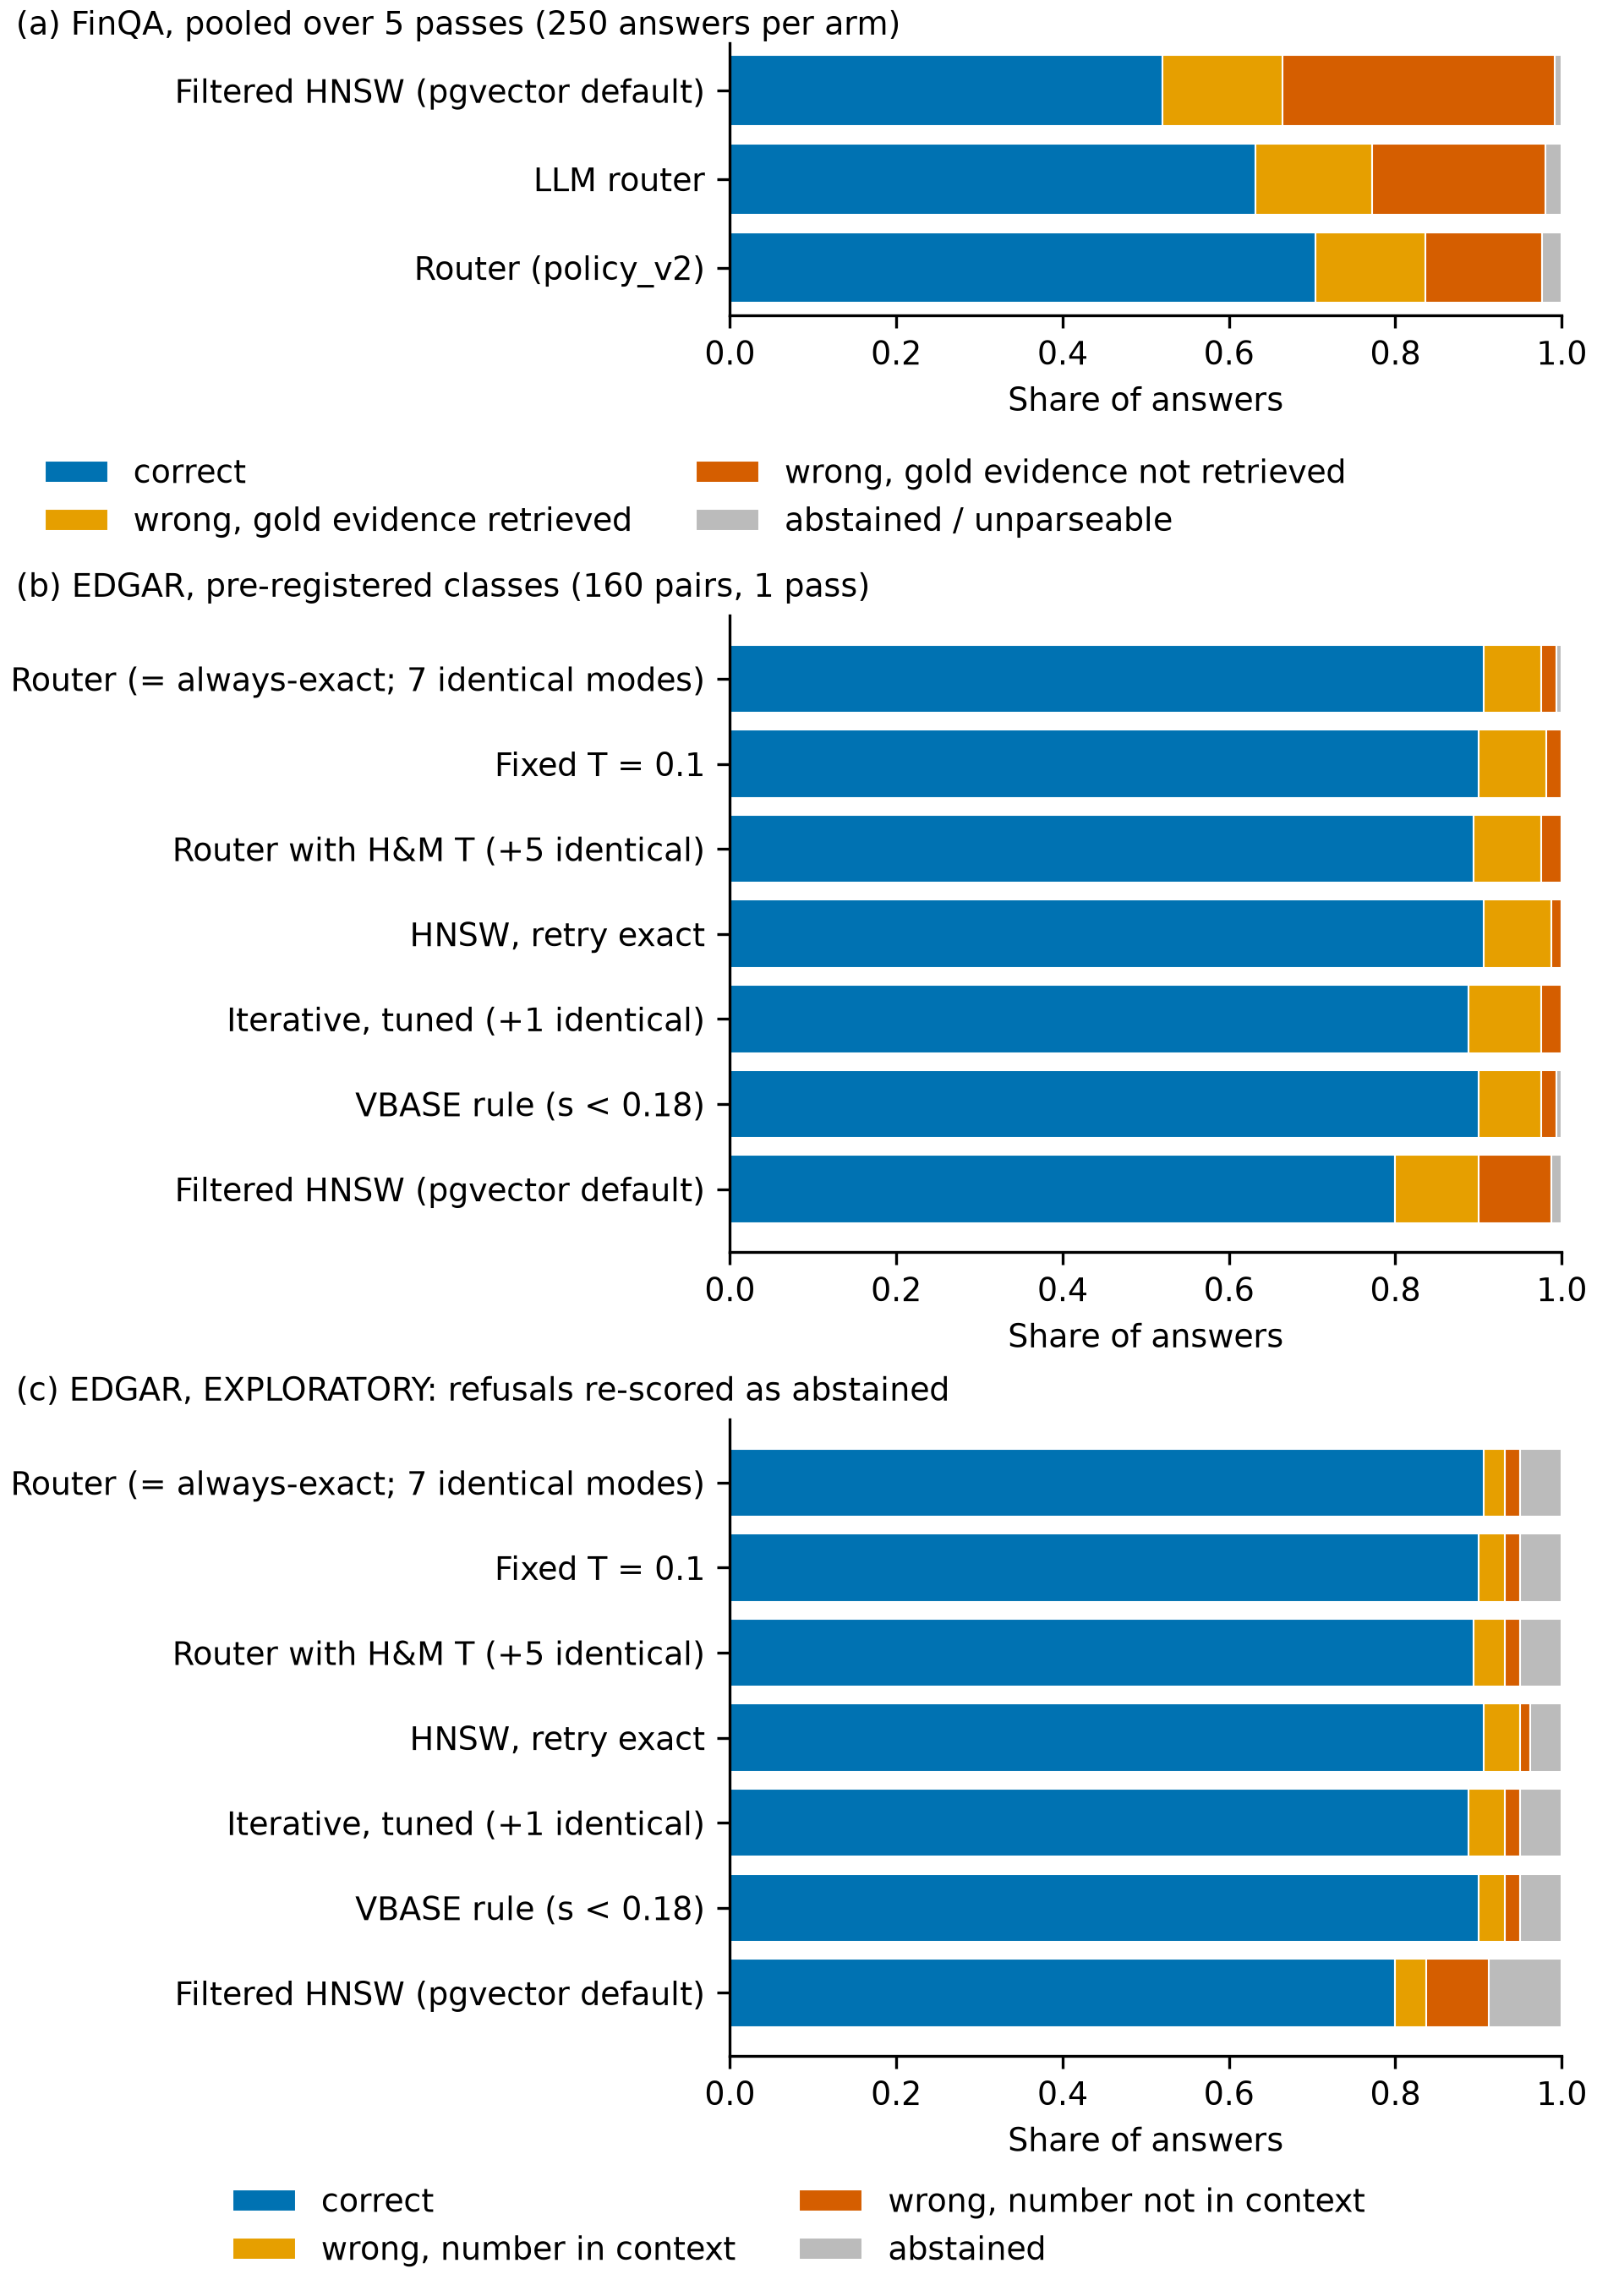 (a) FinQA, pooled over 5 passes (250 answers per arm)
Filtered HNSW (pgvector default)
LLM router
Router (policy_v2)
0.0 0.2 0.4 0.6 0.8 1.0
Share of answers
correct
wrong, gold evidence retrieved
wrong, gold evidence not retrieved
abstained / unparseable
(b) EDGAR, pre-registered classes (160 pairs, 1 pass)
Router (= always-exact; 7 identical modes)
Fixed T = 0.1
Router with H&M T (+5 identical)
HNSW, retry exact
Iterative, tuned (+1 identical)
VBASE rule (s < 0.18)
Filtered HNSW (pgvector default)
0.0 0.2 0.4 0.6 0.8 1.0
Share of answers
(c) EDGAR, EXPLORATORY: refusals re-scored as abstained
Router (= always-exact; 7 identical modes)
Fixed T = 0.1
Router with H&M T (+5 identical)
HNSW, retry exact
Iterative, tuned (+1 identical)
VBASE rule (s < 0.18)
Filtered HNSW (pgvector default)
0.0 0.2 0.4 0.6 0.8 1.0
Share of answers
correct
wrong, number in context
wrong, number not in context
abstained